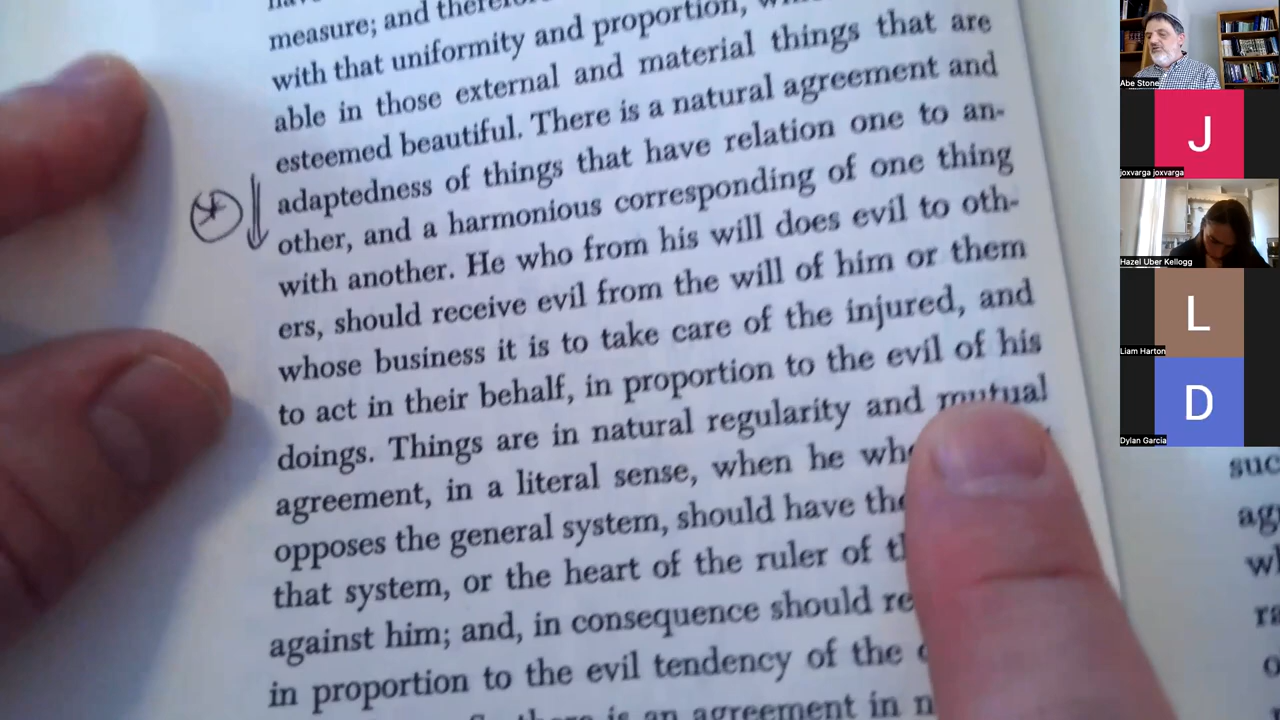 measure; and
with that uniformity and proportion,
able in those external and material things that are
esteemed beautiful. There is a natural agreement and
adaptedness of things that have relation one to an-
other, and a harmonious corresponding of one thing
with another. He who from his will does evil to oth-
ers, should receive evil from the will of him or them
whose business it is to take care of the injured, and
to act in their behalf, in proportion to the evil of his
doings. Things are in natural regularity and mutual
agreement, in a literal sense, when he
opposes the general system, should have
that system, or the heart of the ruler of
against him; and, in consequence should
in proportion to the evil tendency of the
is an agreement in
Abe Stone
J
joxvarga joxvarga
Hazel Uber Kellogg
L
Liam Harton
D
Dylan Garcia